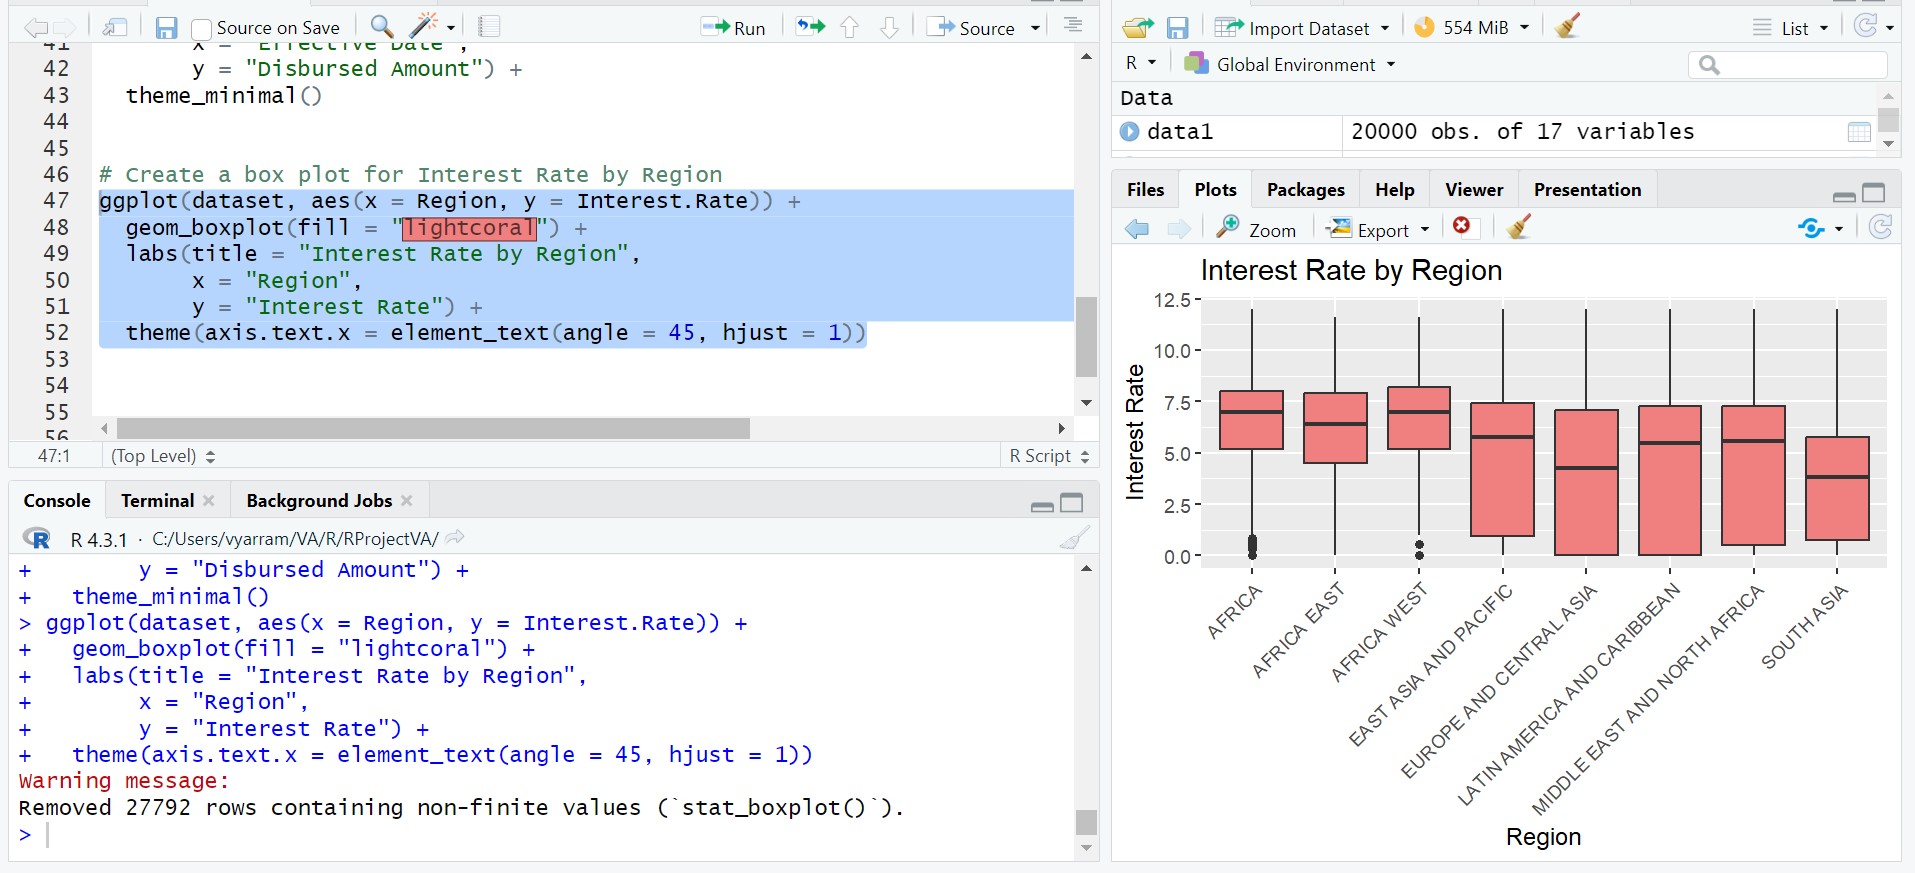 Source on Save
Run
Source
41 x = "Effective Date",
42 y = "Disbursed Amount") +
43 theme_minimal()
44
45
46 # Create a box plot for Interest Rate by Region
47 ggplot(dataset, aes(x = Region, y = Interest.Rate)) +
48 geom_boxplot(fill = "lightcoral") +
49 labs(title = "Interest Rate by Region",
50 x = "Region",
51 y = "Interest Rate") +
52 theme(axis.text.x = element_text(angle = 45, hjust = 1))
53
54
55
56
47:1 (Top Level) R Script
Console Terminal Background Jobs
R 4.3.1 · C:/Users/vyarram/VA/R/RProjectVA/
+ y = "Disbursed Amount") +
+ theme_minimal()
> ggplot(dataset, aes(x = Region, y = Interest.Rate)) +
+ geom_boxplot(fill = "lightcoral") +
+ labs(title = "Interest Rate by Region",
+ x = "Region",
+ y = "Interest Rate") +
+ theme(axis.text.x = element_text(angle = 45, hjust = 1))
Warning message:
Removed 27792 rows containing non-finite values (`stat_boxplot()`).
>
Import Dataset 554 MiB List
R Global Environment
Data
data1 20000 obs. of 17 variables
Files Plots Packages Help Viewer Presentation
Zoom Export
Interest Rate by Region
12.5
10.0
7.5
5.0
2.5
0.0
Interest Rate
AFRICA
AFRICA EAST
AFRICA WEST
EAST ASIA AND PACIFIC
EUROPE AND CENTRAL ASIA
LATIN AMERICA AND CARIBBEAN
MIDDLE EAST AND NORTH AFRICA
SOUTH ASIA
Region